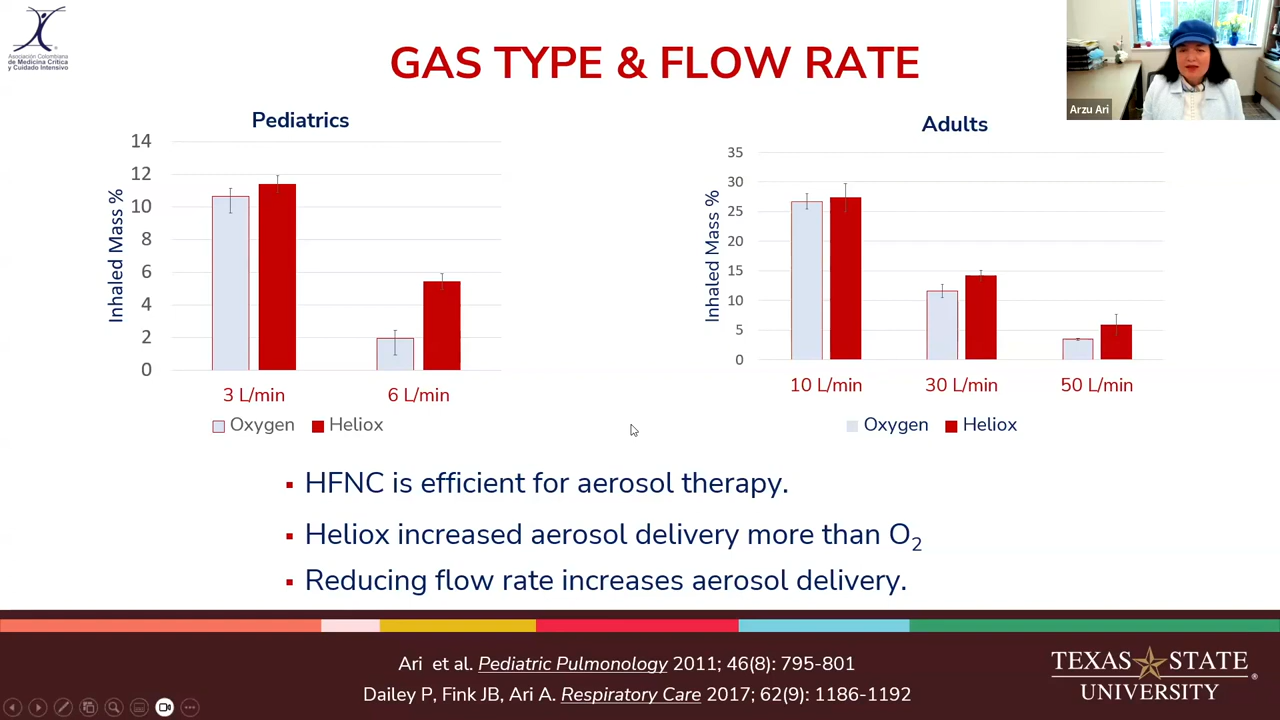 Asociación Colombiana
de Medicina Crítica
y Cuidado Intensivo
GAS TYPE & FLOW RATE
Arzu Ari
Pediatrics
Inhaled Mass %
14
12
10
8
6
4
2
0
3 L/min
6 L/min
Oxygen
Heliox
Adults
Inhaled Mass %
35
30
25
20
15
10
5
0
10 L/min
30 L/min
50 L/min
Oxygen
Heliox
HFNC is efficient for aerosol therapy.
Heliox increased aerosol delivery more than O2
Reducing flow rate increases aerosol delivery.
Ari et al. Pediatric Pulmonology 2011; 46(8): 795-801
Dailey P, Fink JB, Ari A. Respiratory Care 2017; 62(9): 1186-1192
TEXAS STATE
UNIVERSITY
®